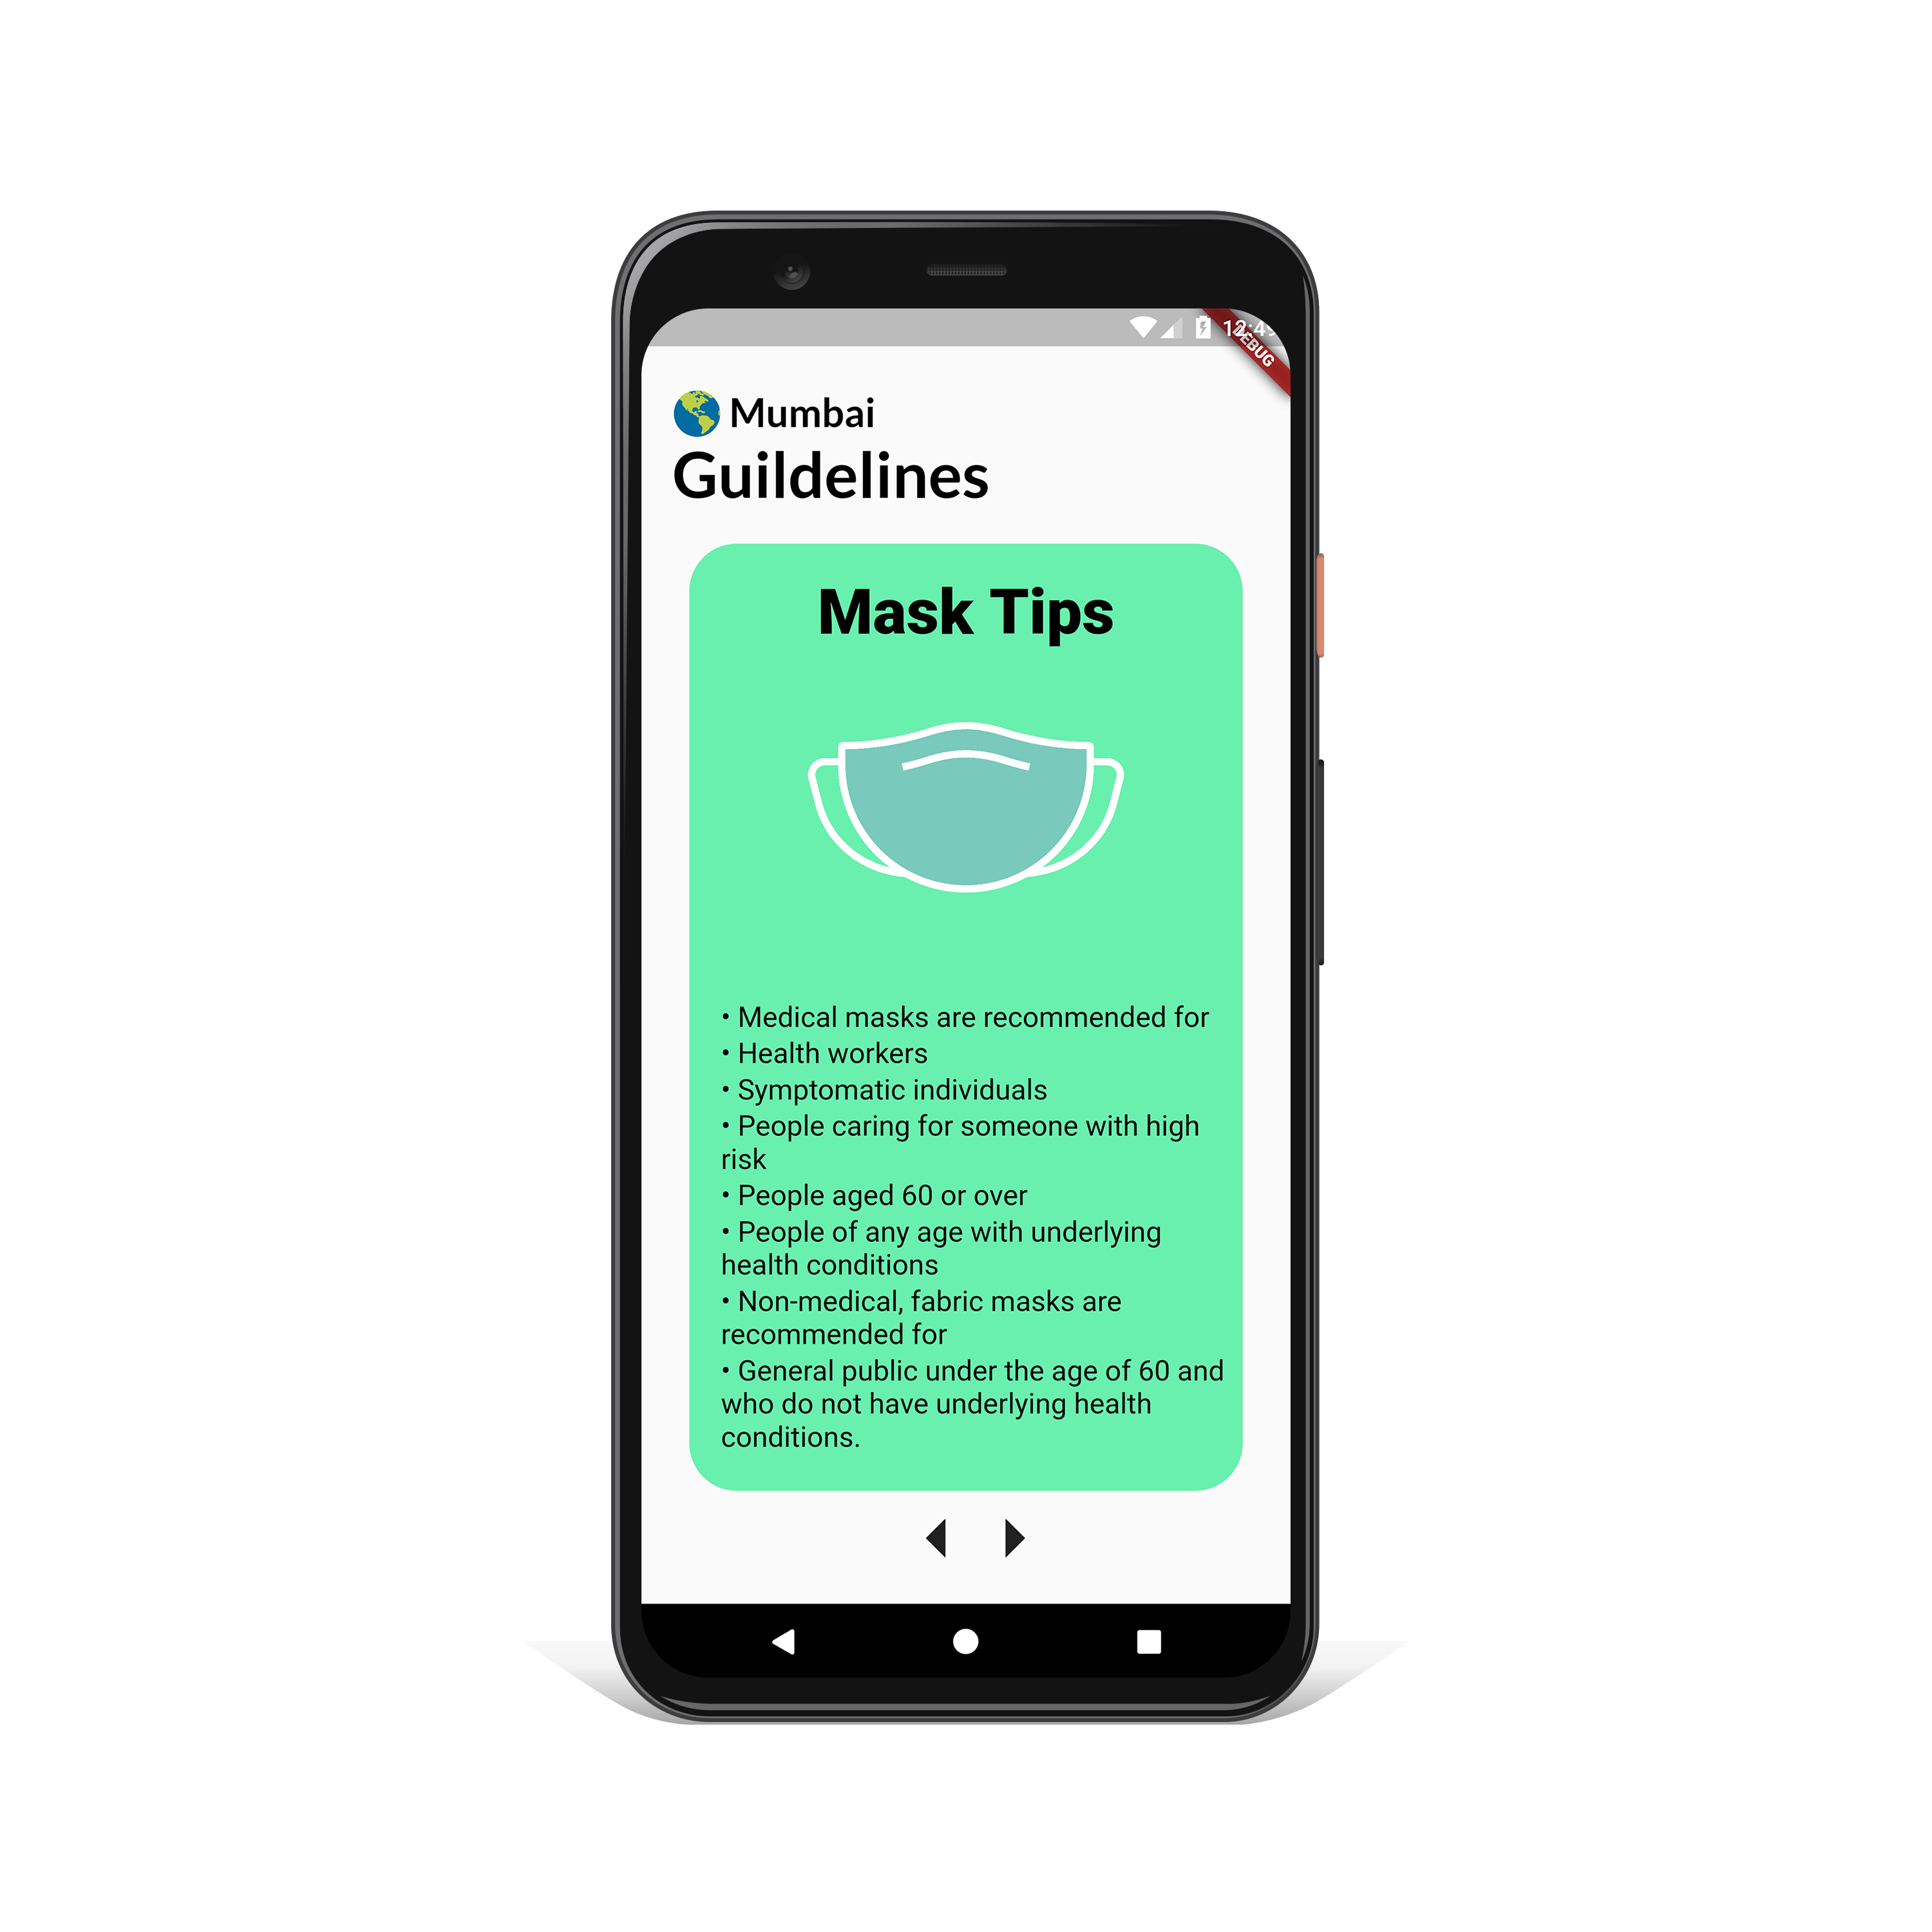 12:4
DEBUG
Mumbai
Guildelines
Mask Tips
• Medical masks are recommended for
• Health workers
• Symptomatic individuals
• People caring for someone with high
risk
• People aged 60 or over
• People of any age with underlying
health conditions
• Non-medical, fabric masks are
recommended for
• General public under the age of 60 and
who do not have underlying health
conditions.